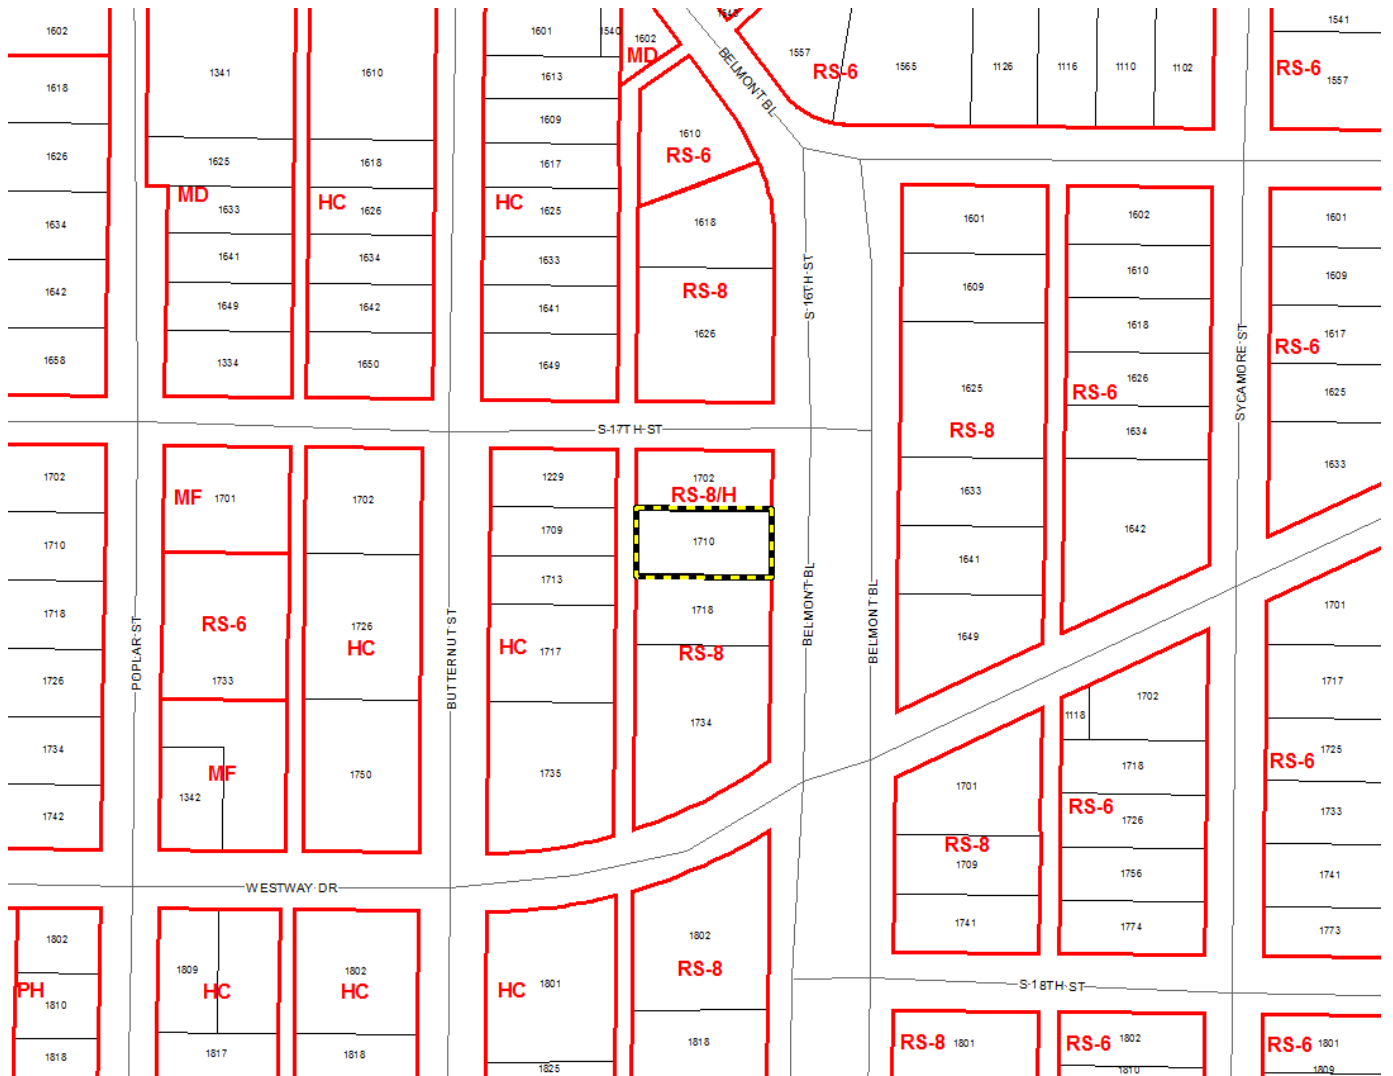 1602
1618
1626
1634
1642
1658
1341
1625
MD
1633
1641
1649
1334
1610
1618
HC
1626
1634
1642
1650
1601
1540
1613
1609
1617
HC
1625
1633
1641
1649
1602
MD
1610
RS-6
1618
RS-8
1626
BELMONT BL
1557
RS-6
1565
1126
1116
1110
1102
1541
RS-6
1557
S 16TH ST
1601
1609
1625
RS-8
1633
1641
1649
1602
1610
1618
1626
RS-6
1634
1642
SYCAMORE ST
1601
1609
1617
RS-6
1625
1633
S 17TH ST
1702
1710
1718
1726
1734
1742
POPLAR ST
MF
1701
RS-6
1733
MF
1342
1702
1726
HC
1750
BUTTERNUT ST
1229
1709
1713
HC
1717
1735
1702
RS-8/H
1710
1718
RS-8
1734
BELMONT BL
BELMONT BL
1701
RS-8
1709
1741
1118
1702
1718
RS-6
1726
1756
1774
1701
1717
1725
RS-6
1733
1741
1773
WESTWAY DR
1802
PH
1810
1818
1809
HC
1817
1802
HC
1818
HC
1801
1825
1802
RS-8
1818
S 18TH ST
RS-8
1801
RS-6
1802
1810
RS-6
1801
1809